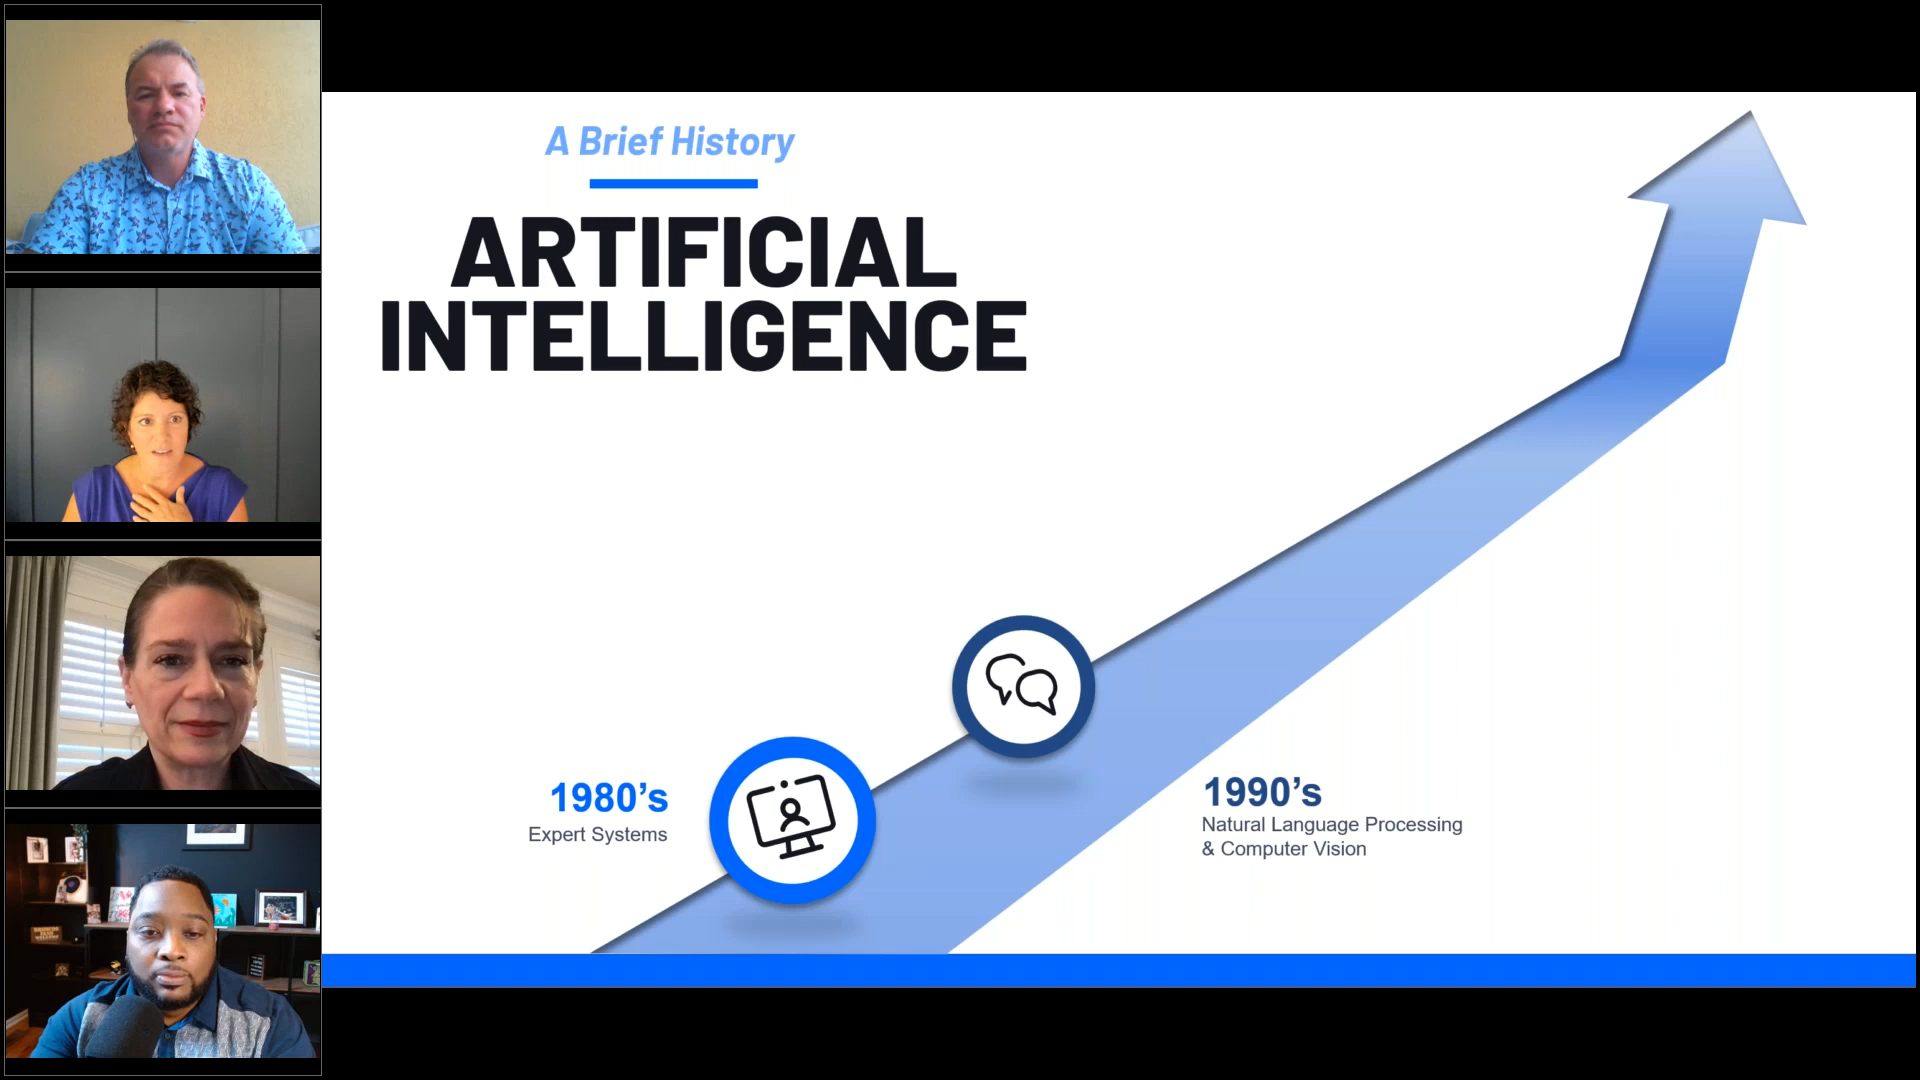 A Brief History
ARTIFICIAL
INTELLIGENCE
1980’s
Expert Systems
1990’s
Natural Language Processing
& Computer Vision